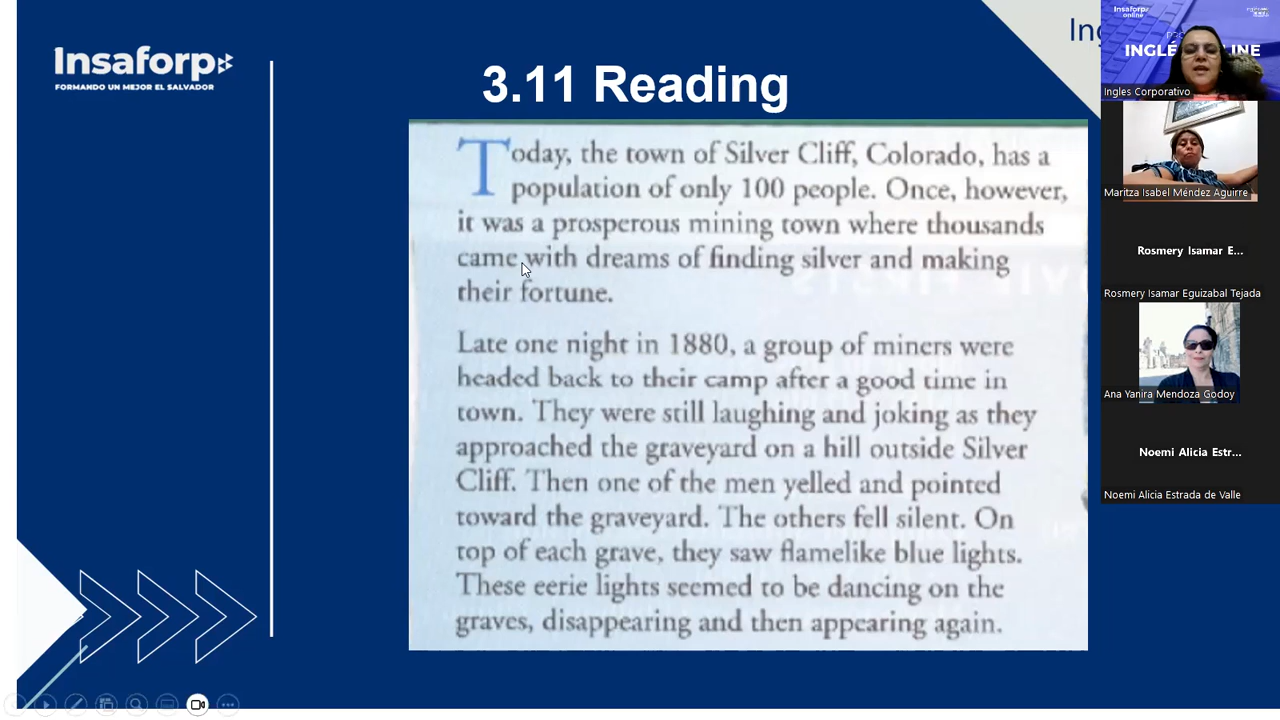 Insaforp
FORMANDO UN MEJOR EL SALVADOR
3.11 Reading
Today, the town of Silver Cliff, Colorado, has a
population of only 100 people. Once, however,
it was a prosperous mining town where thousands
came with dreams of finding silver and making
their fortune.
Late one night in 1880, a group of miners were
headed back to their camp after a good time in
town. They were still laughing and joking as they
approached the graveyard on a hill outside Silver
Cliff. Then one of the men yelled and pointed
toward the graveyard. The others fell silent. On
top of each grave, they saw flamelike blue lights.
These eerie lights seemed to be dancing on the
graves, disappearing and then appearing again.
Insaforp
online
Ingles Corporativo
Maritza Isabel Méndez Aguirre
Rosmery Isamar E...
Rosmery Isamar Eguizabal Tejada
Ana Yanira Mendoza Godoy
Noemi Alicia Estr...
Noemi Alicia Estrada de Valle